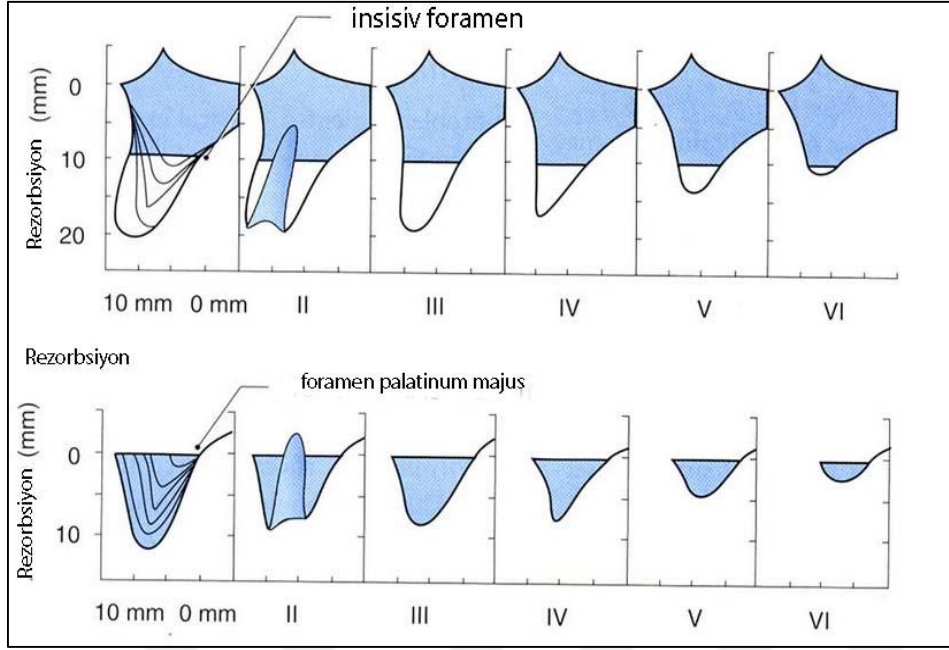 insisiv foramen
Rezorbsiyon (mm)
0
10
20
10 mm 0 mm II III IV V VI
Rezorbsiyon
foramen palatinum majus
Rezorbsiyon (mm)
0
10
10 mm 0 mm II III IV V VI